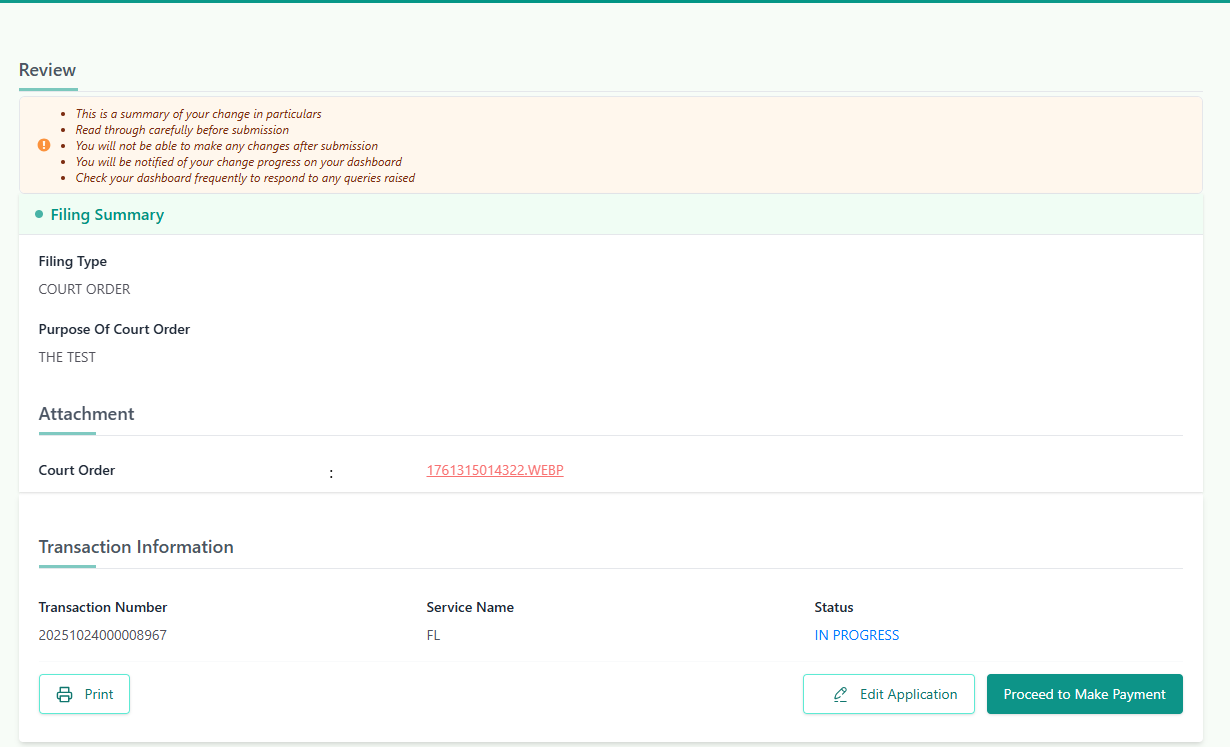 Review
This is a summary of your change in particulars
Read through carefully before submission
You will not be able to make any changes after submission
You will be notified of your change progress on your dashboard
Check your dashboard frequently to respond to any queries raised
Filing Summary
Filing Type
COURT ORDER
Purpose Of Court Order
THE TEST
Attachment
Court Order : 1761315014322.WEBP
Transaction Information
Transaction Number Service Name Status
20251024000008967 FL IN PROGRESS
Print Edit Application Proceed to Make Payment